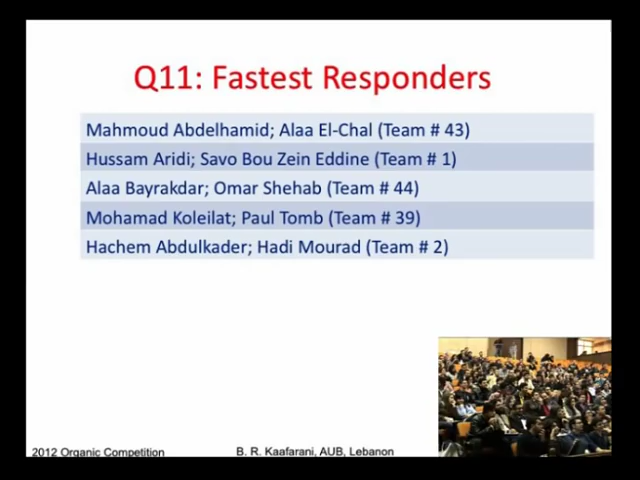 Q11: Fastest Responders
Mahmoud Abdelhamid; Alaa El-Chal (Team # 43)
Hussam Aridi; Savo Bou Zein Eddine (Team # 1)
Alaa Bayrakdar; Omar Shehab (Team # 44)
Mohamad Koleilat; Paul Tomb (Team # 39)
Hachem Abdulkader; Hadi Mourad (Team # 2)
2012 Organic Competition
B. R. Kaafarani, AUB, Lebanon